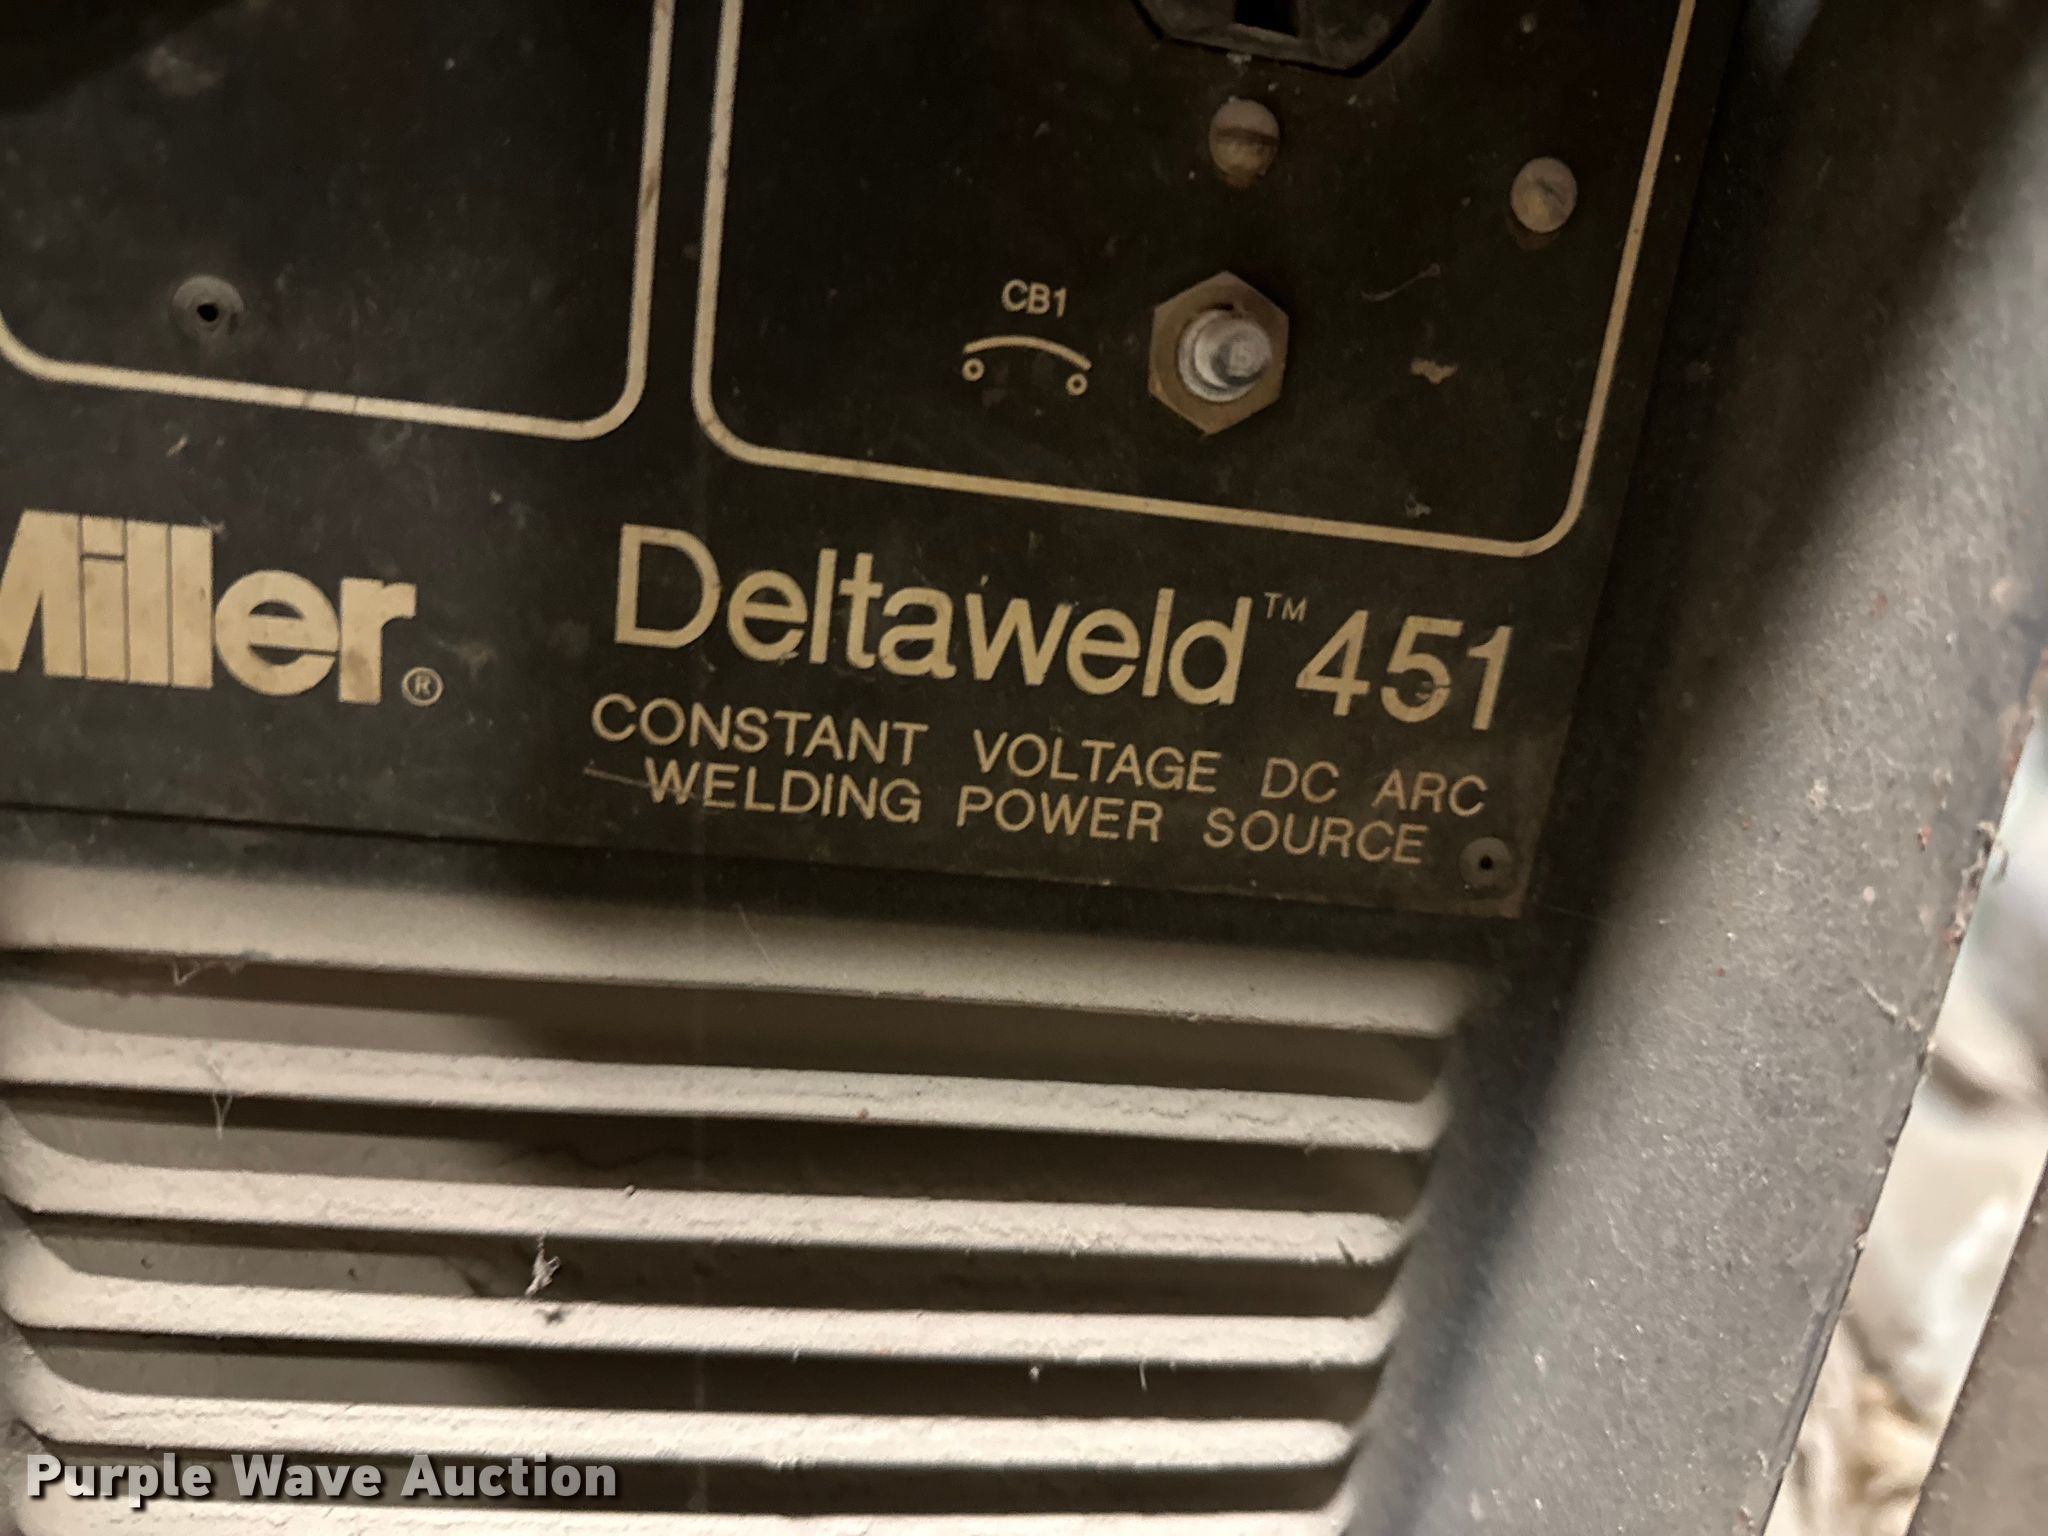 CB1
Miller®
Deltaweld™ 451
CONSTANT VOLTAGE DC ARC
WELDING POWER SOURCE
Purple Wave Auction